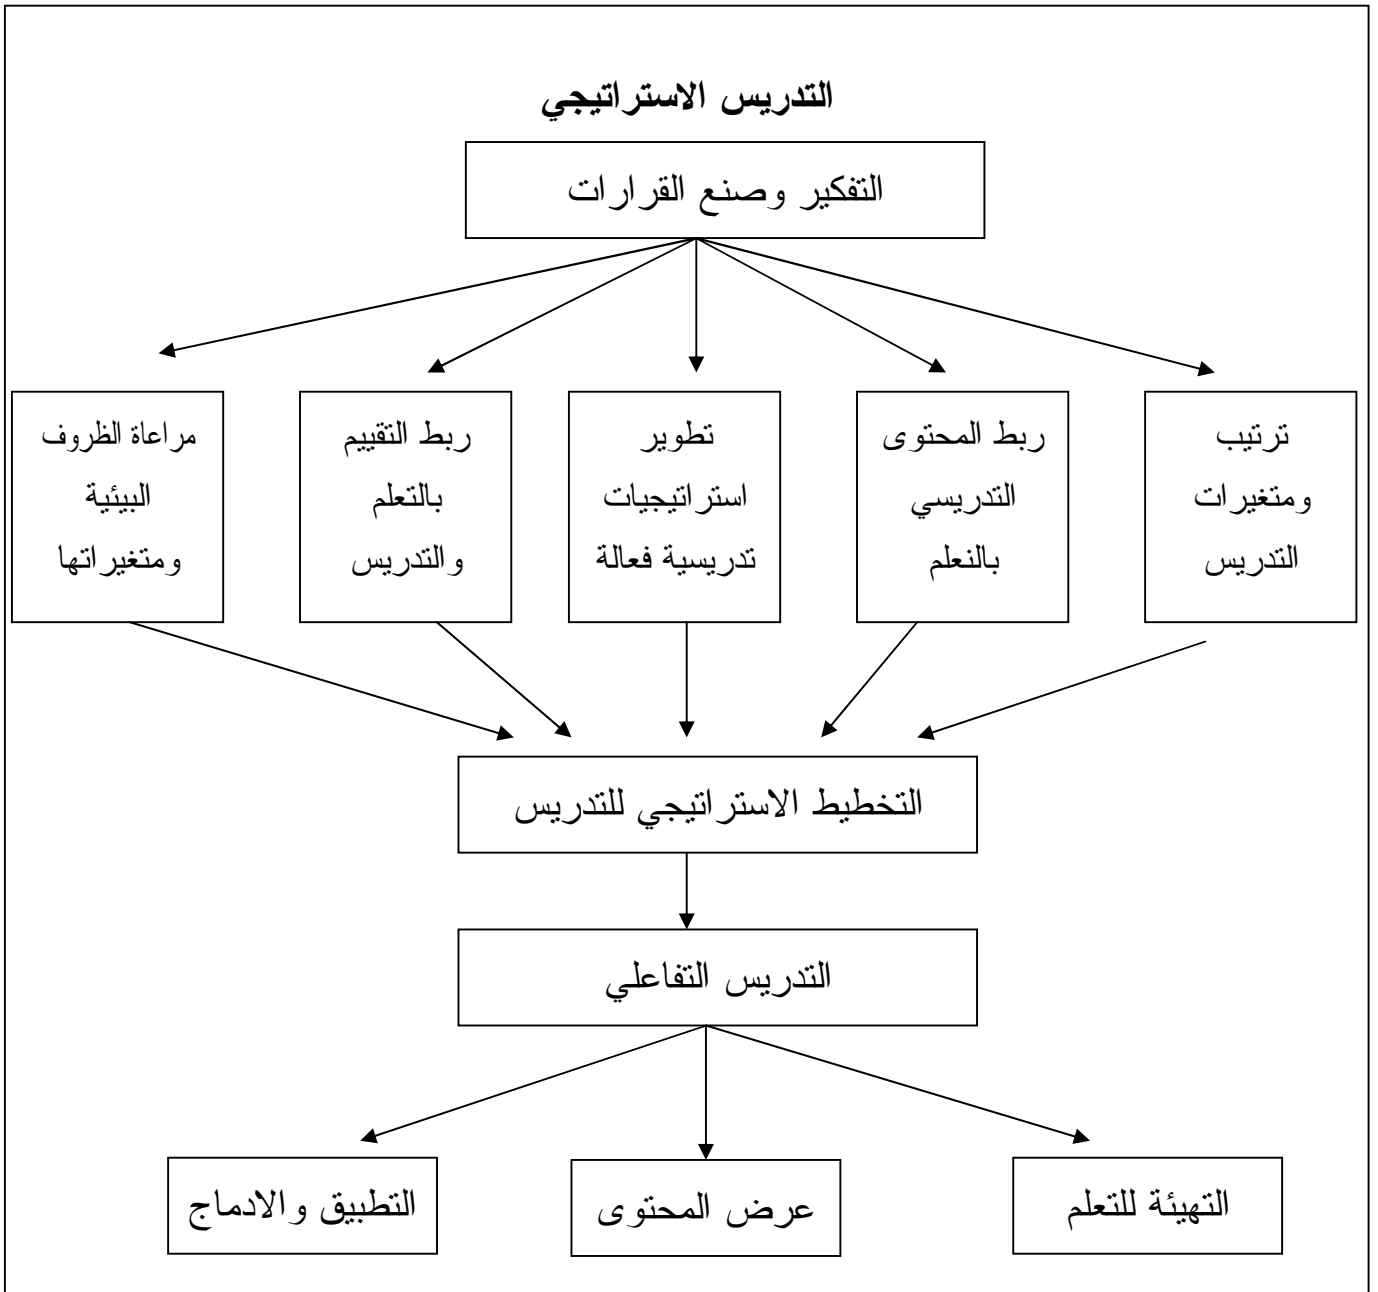 التدريس الاستراتيجي
التفكير وصنع القرارات
ترتيب
ومتغيرات
التدريس
ربط المحتوى
التدريسي
بالنعلم
تطوير
استراتيجيات
تدريسية فعالة
ربط التقييم
بالتعلم
والتدريس
مراعاة الظروف
البيئية
ومتغيراتها
التخطيط الاستراتيجي للتدريس
التدريس التفاعلي
التهيئة للتعلم
عرض المحتوى
التطبيق والادماج